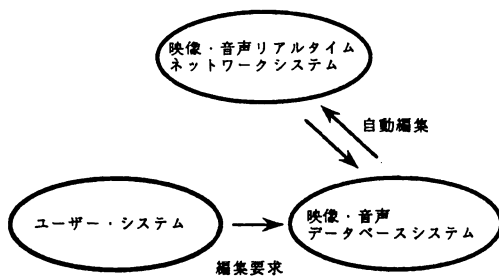 映像・音声リアルタイム
ネットワークシステム
自動編集
ユーザー・システム
映像・音声
データベースシステム
編集要求